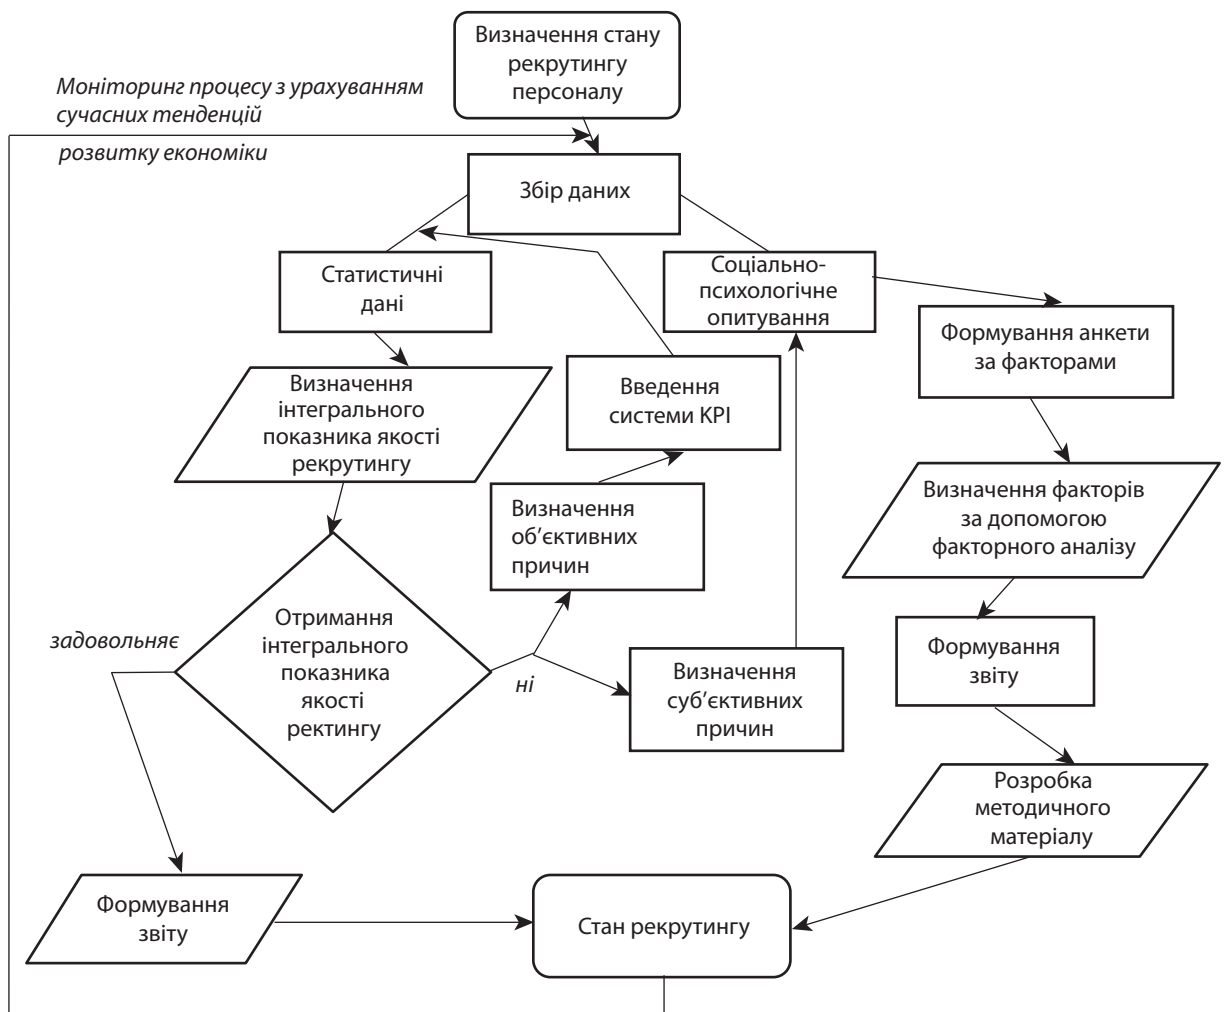 Визначення стану
рекрутингу
персоналу
Моніторинг процесу з урахуванням
сучасних тенденцій
розвитку економіки
Збір даних
Статистичні
дані
Соціально-
психологічне
опитування
Формування анкети
за факторами
Визначення
інтегрального
показника якості
рекрутингу
Введення
системи KPI
Визначення
об’єктивних
причин
Визначення факторів
за допомогою
факторного аналізу
задовольняє
Отримання
інтегрального
показника
якості
ректингу
ні
Визначення
суб’єктивних
причин
Формування
звіту
Розробка
методичного
матеріалу
Формування
звіту
Стан рекрутингу